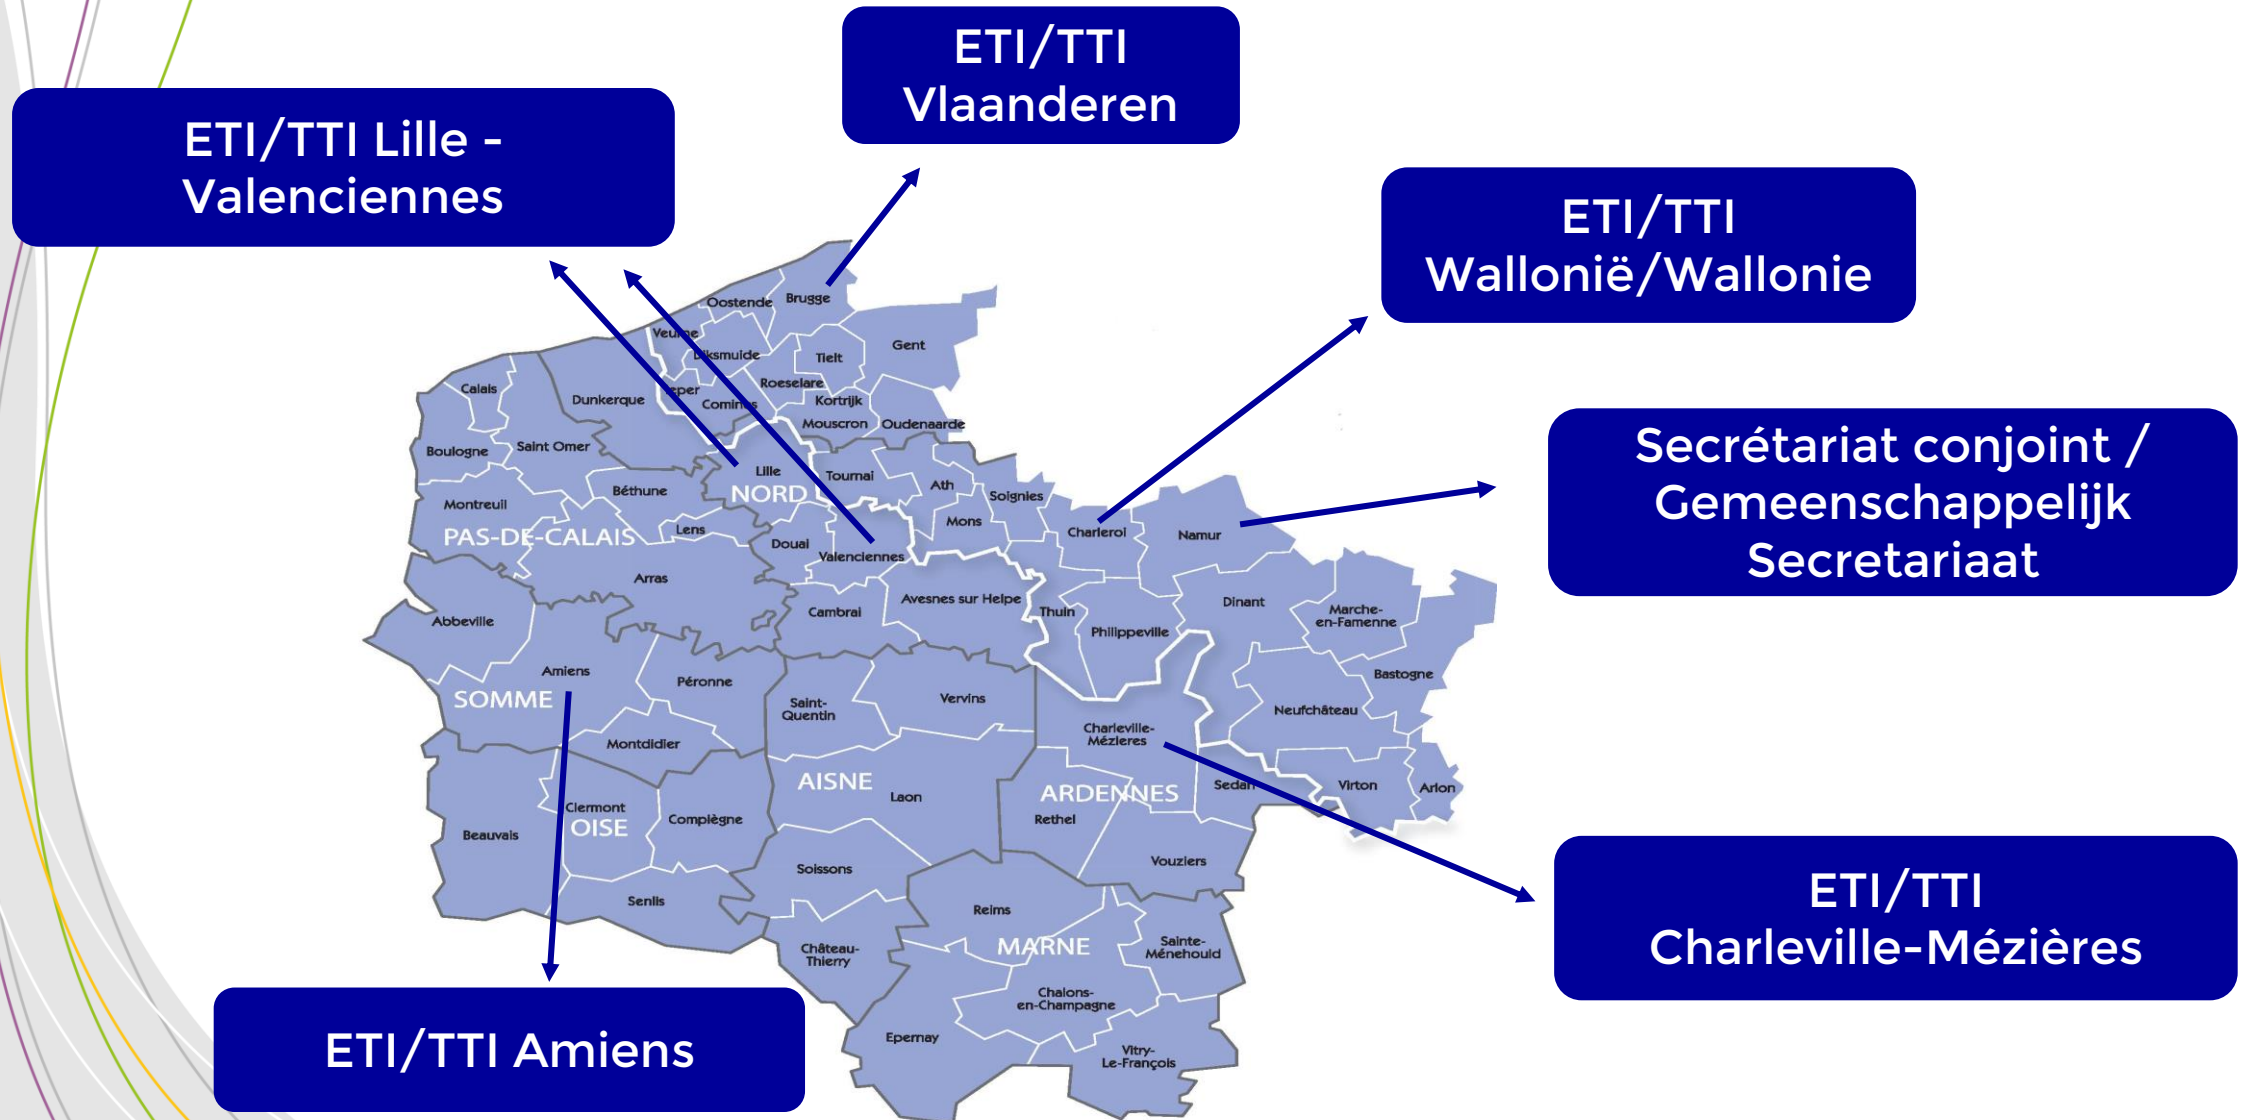 ETI/TTI
Vlaanderen
ETI/TTI Lille -
Valenciennes
ETI/TTI
Wallonië/Wallonie
Secrétariat conjoint /
Gemeenschappelijk
Secretariaat
ETI/TTI
Charleville-Mézières
ETI/TTI Amiens
Oostende
Brugge
Veurne
Diksmuide
Tielt
Gent
Roeselare
Ieper
Comines
Kortrijk
Mouscron
Oudenaarde
Calais
Dunkerque
Boulogne
Saint Omer
Lille
NORD
Tournai
Ath
Soignies
Mons
Montreuil
Béthune
PAS-DE-CALAIS
Lens
Douai
Valenciennes
Charleroi
Namur
Arras
Cambrai
Avesnes sur Helpe
Thuin
Philippeville
Dinant
Marche-
en-Famenne
Bastogne
Abbeville
Amiens
SOMME
Péronne
Montdidier
Saint-
Quentin
Vervins
Charleville-
Mézieres
Neufchâteau
AISNE
Laon
ARDENNES
Rethel
Sedan
Virton
Arlon
Clermont
OISE
Beauvais
Complègne
Soissons
Vouziers
Senlis
Reims
MARNE
Château-
Thierry
Sainte-
Ménehould
Chalons-
en-Champagne
Epernay
Vitry-
Le-François